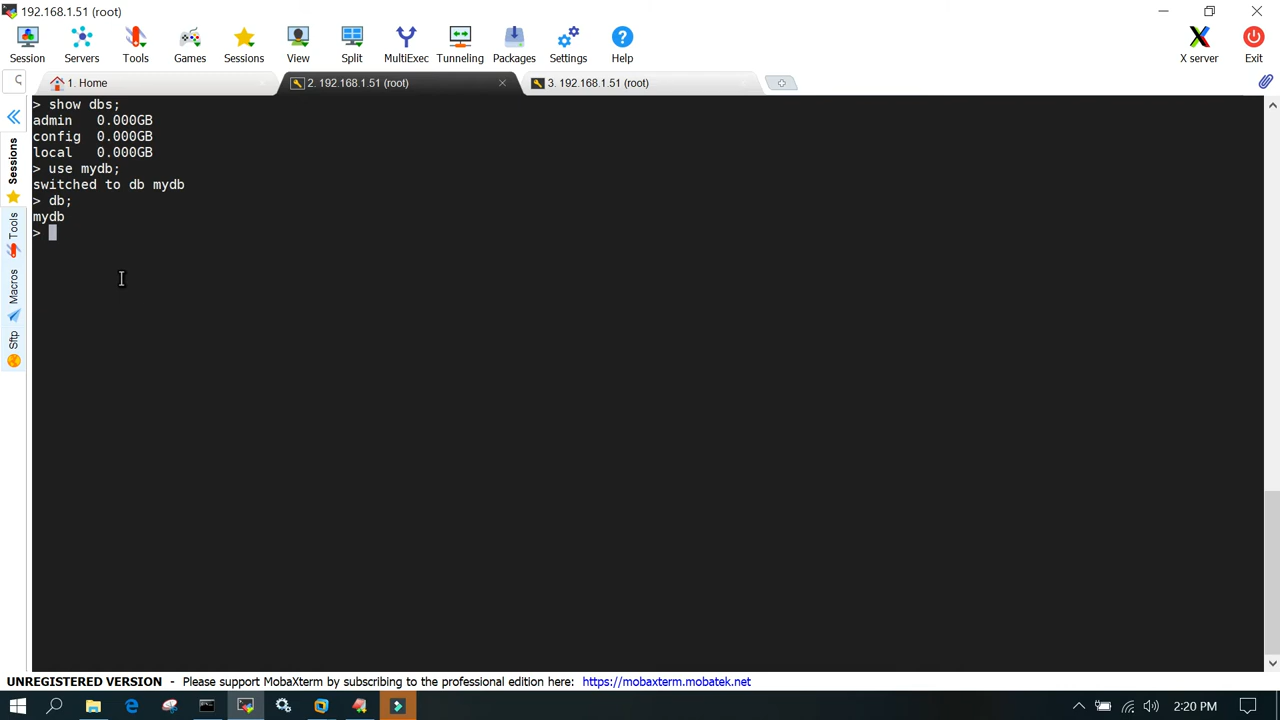 192.168.1.51 (root)
Session
Servers
Tools
Games
Sessions
View
Split
MultiExec
Tunneling
Packages
Settings
Help
X server
Exit
1. Home
2. 192.168.1.51 (root)
3. 192.168.1.51 (root)
Sessions
Tools
Macros
Sftp
> show dbs;
admin 0.000GB
config 0.000GB
local 0.000GB
> use mydb;
switched to db mydb
> db;
mydb
>
UNREGISTERED VERSION - Please support MobaXterm by subscribing to the professional edition here: https://mobaxterm.mobatek.net
2:20 PM